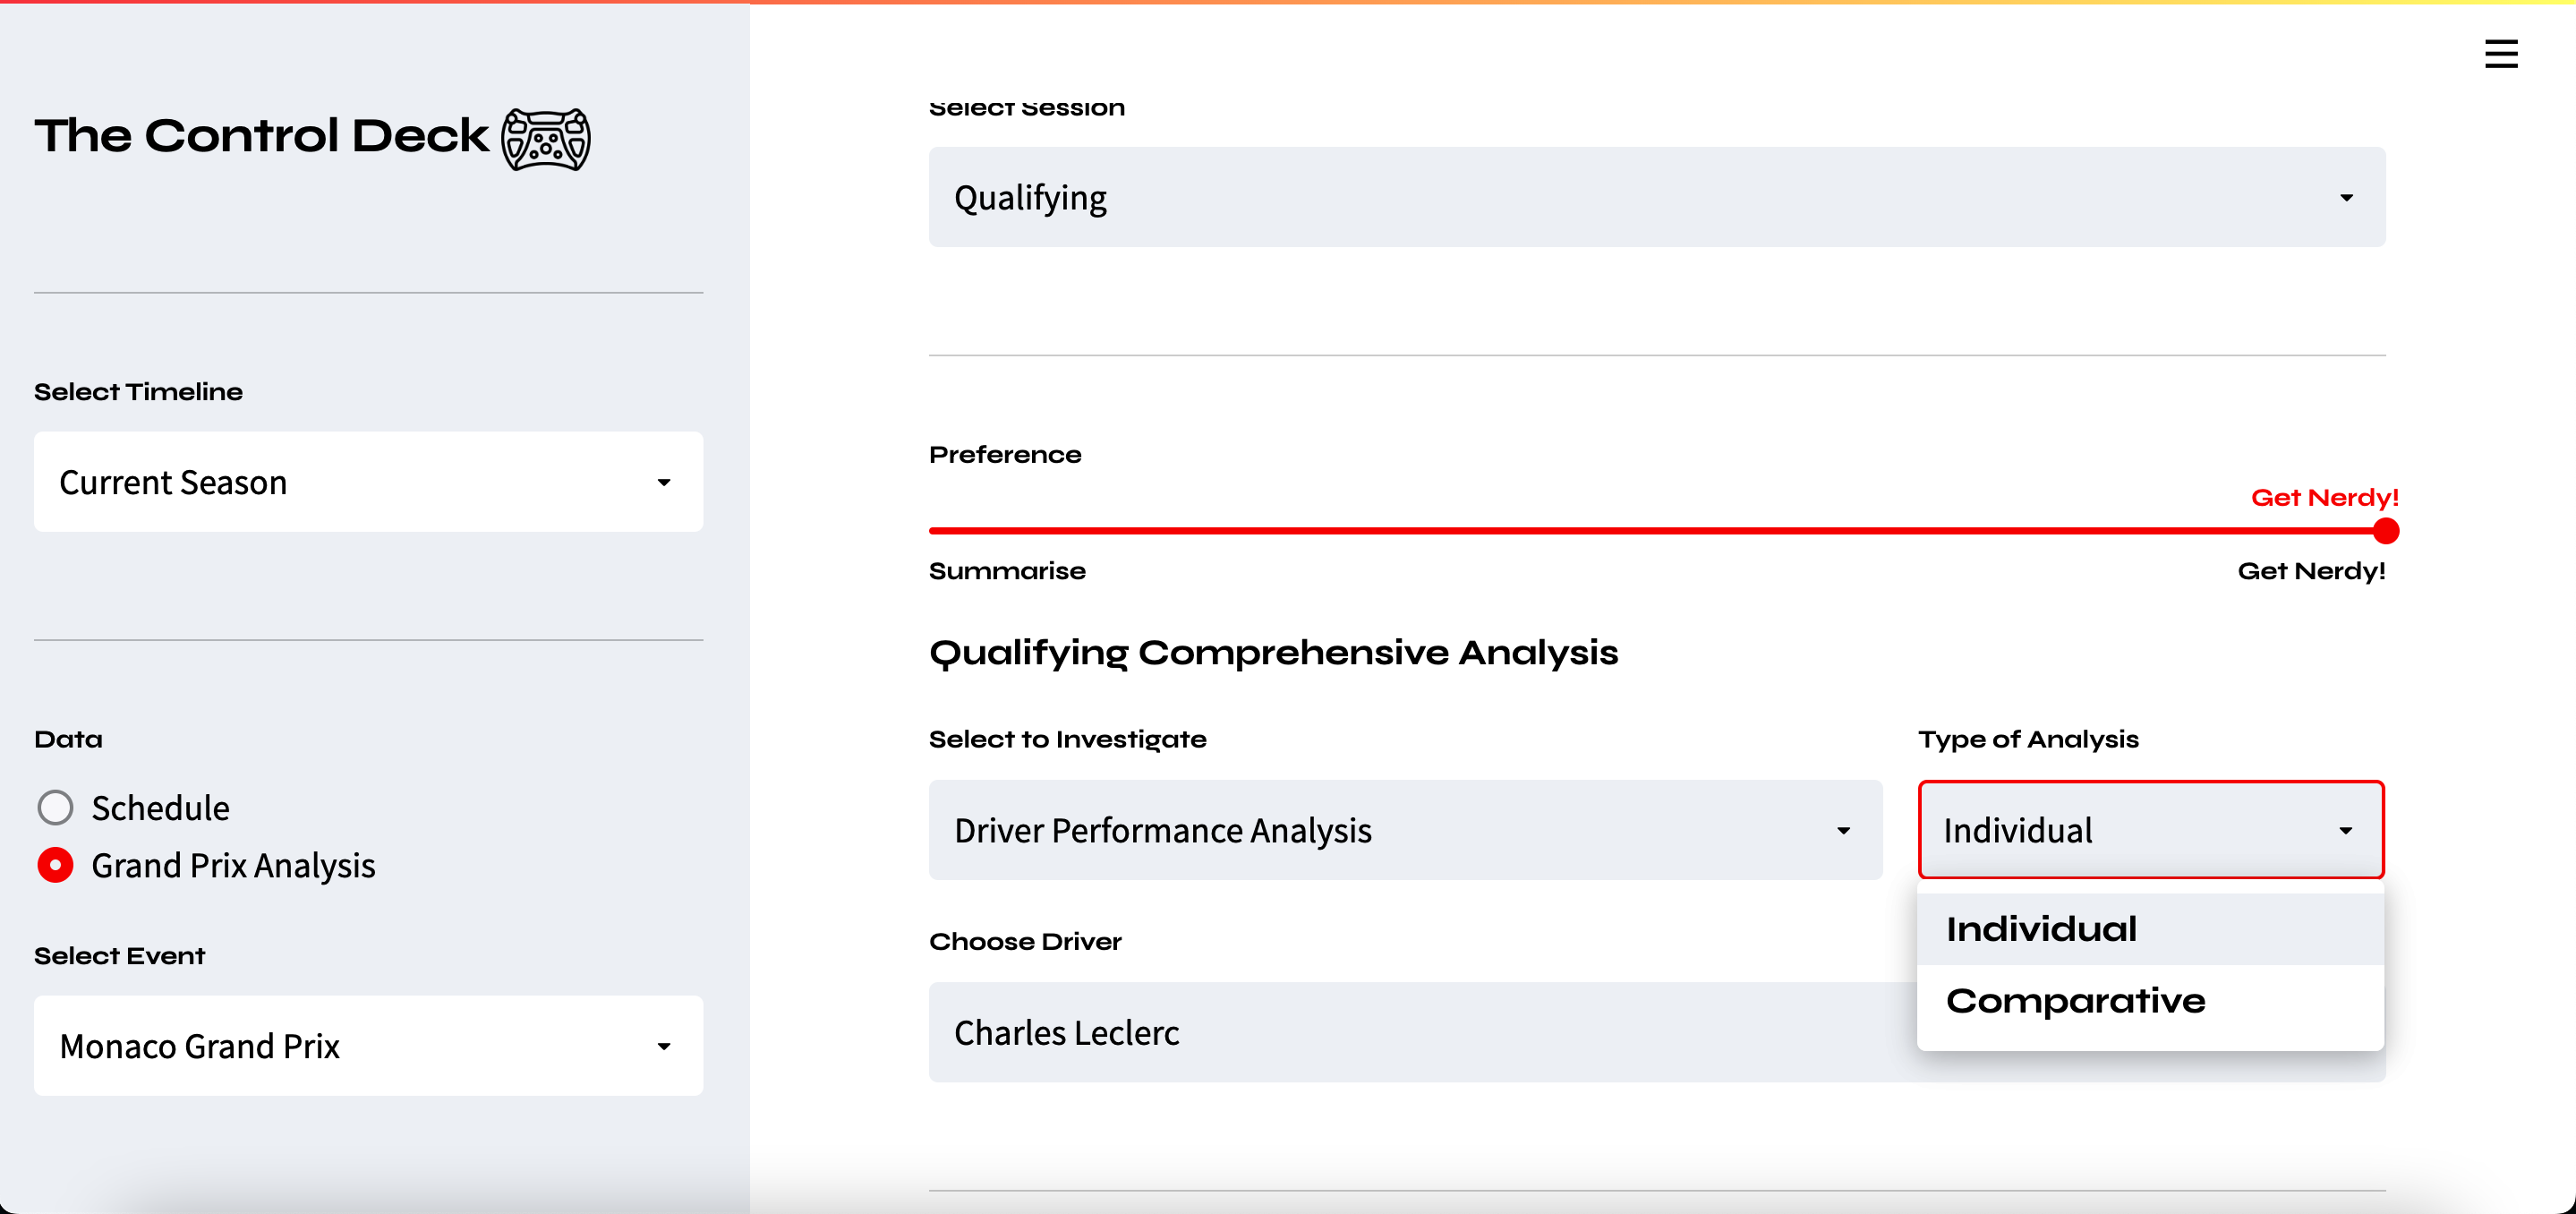 The Control Deck
Select Timeline
Current Season
Data
Schedule
Grand Prix Analysis
Select Event
Monaco Grand Prix
Select Session
Qualifying
Preference
Get Nerdy!
Summarise
Get Nerdy!
Qualifying Comprehensive Analysis
Select to Investigate
Driver Performance Analysis
Type of Analysis
Individual
Individual
Comparative
Choose Driver
Charles Leclerc